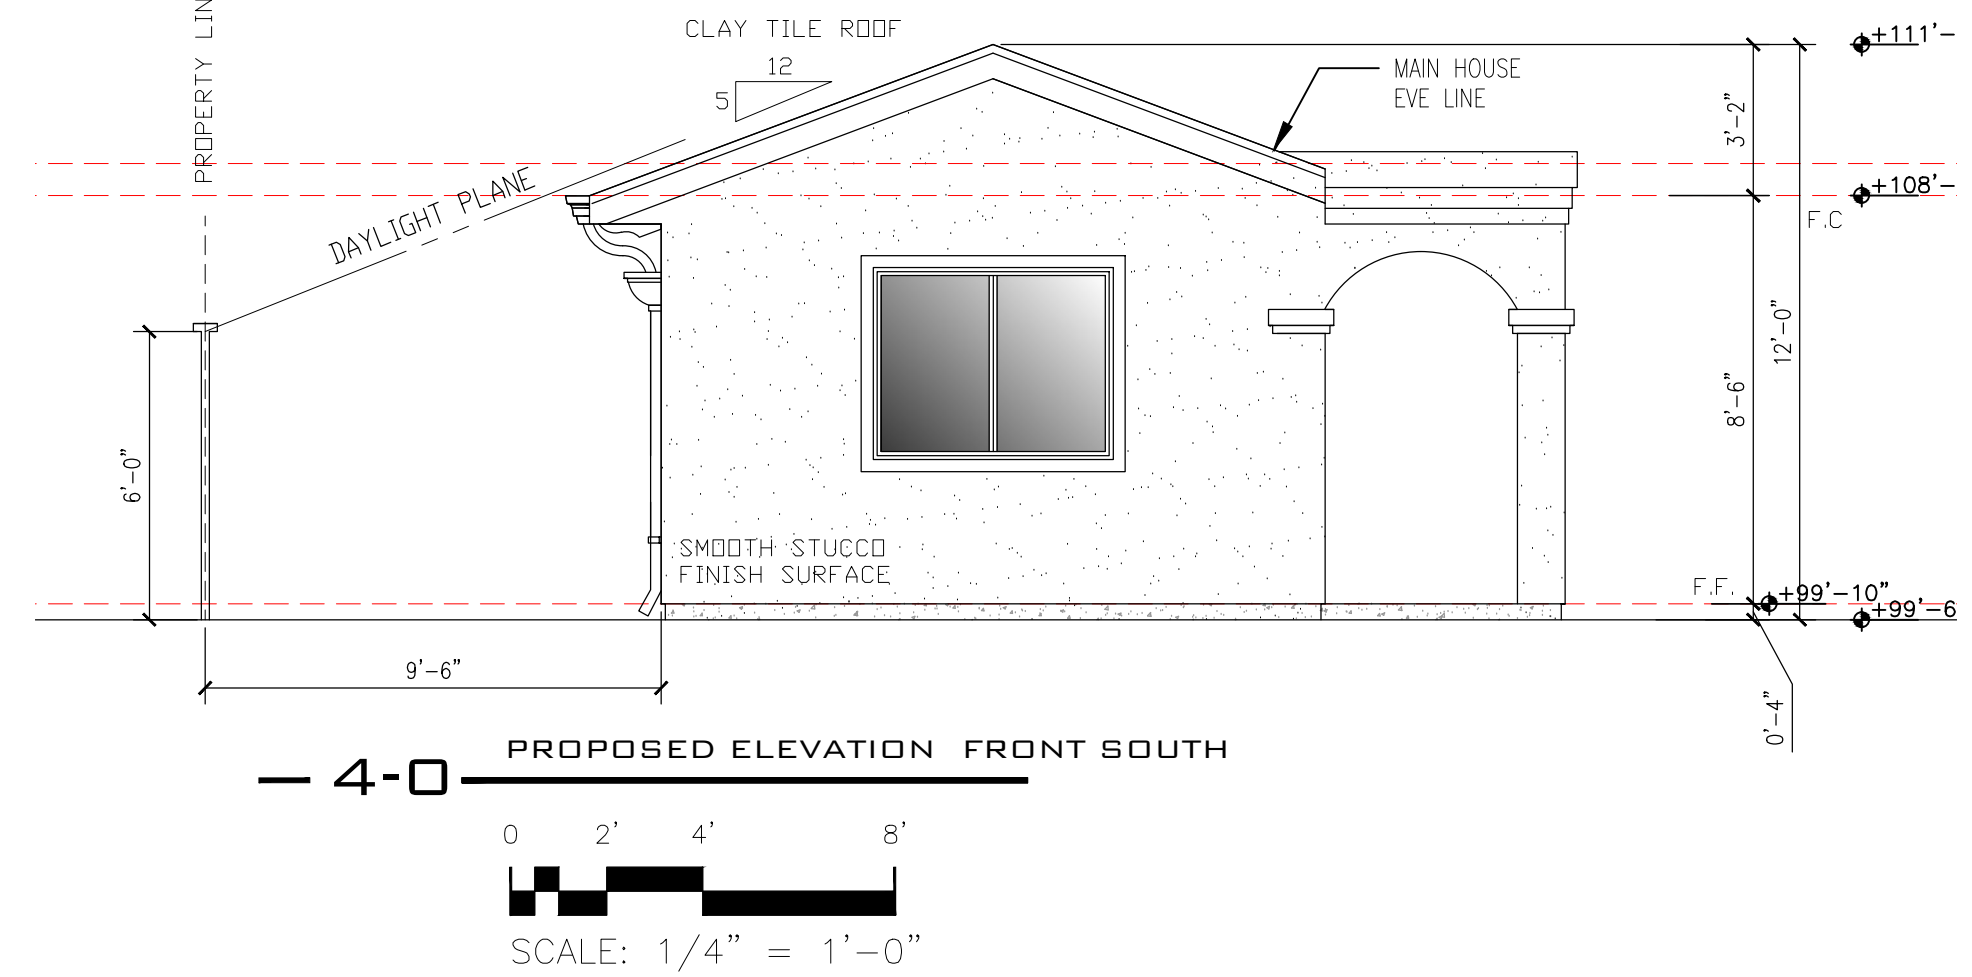 PROPERTY LIN
CLAY TILE ROOF
12
5
MAIN HOUSE
EVE LINE
+111'-
3'-2"
DAYLIGHT PLANE
+108'-
F.C
12'-0"
8'-6"
6'-0"
SMOOTH STUCCO
FINISH SURFACE
F.F.
+99'-10"
+99'-6
9'-6"
0'-4"
PROPOSED ELEVATION FRONT SOUTH
4-0
0 2' 4' 8'
SCALE: 1/4" = 1'-0"